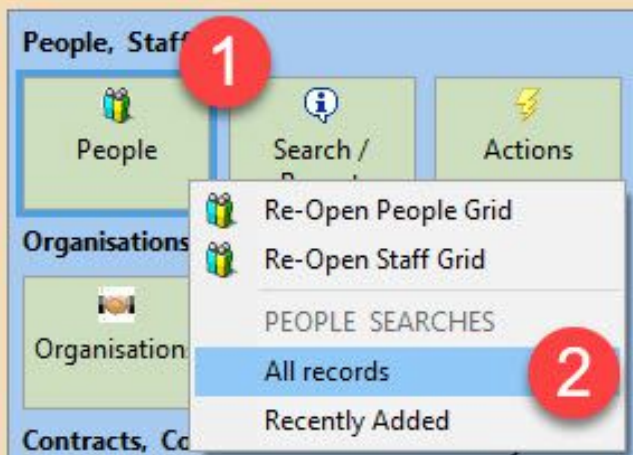 People, Staf
1
People
Search /
Actions
Re-Open People Grid
Re-Open Staff Grid
Organisations
PEOPLE SEARCHES
Organisation
All records
2
Recently Added
Contracts, Co